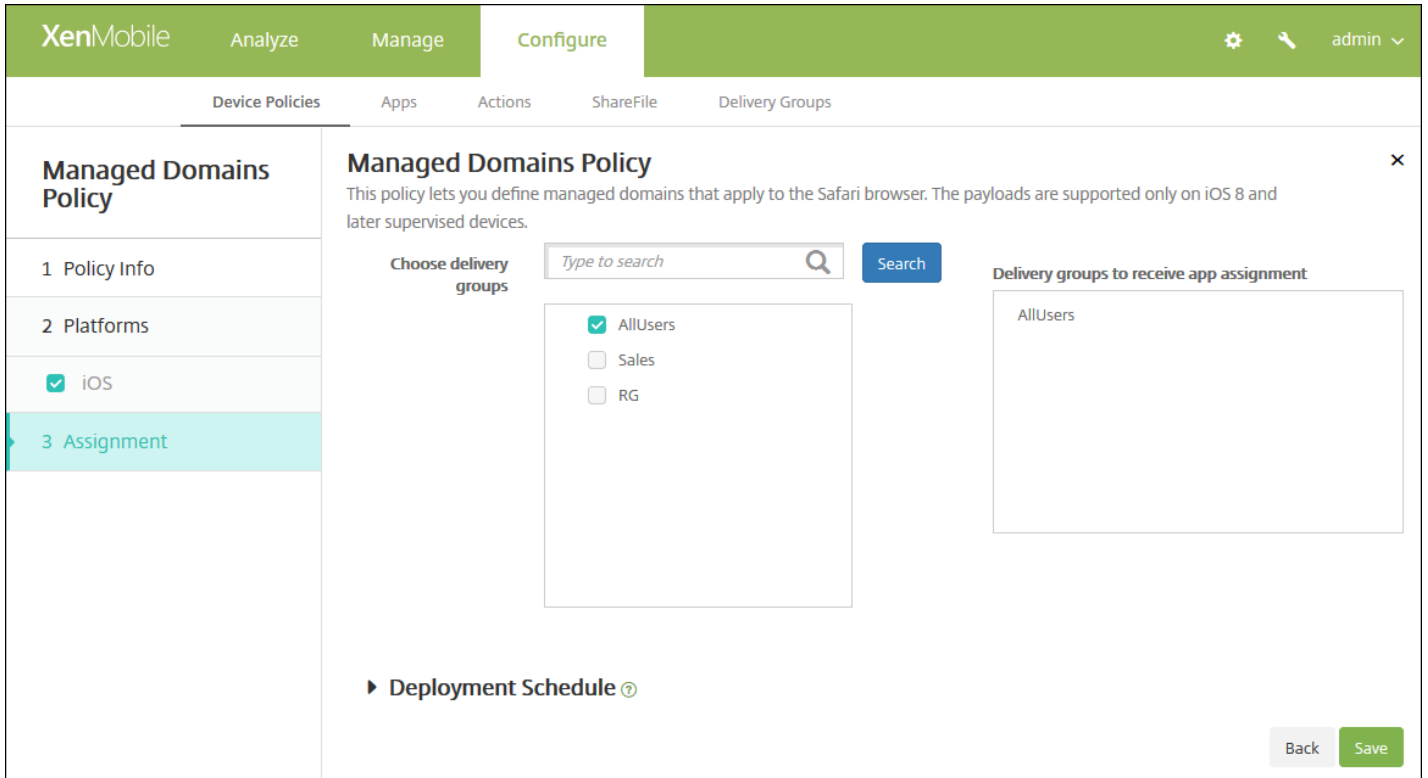 XenMobile Analyze Manage Configure admin
Device Policies Apps Actions ShareFile Delivery Groups
Managed Domains
Policy
1 Policy Info
2 Platforms
iOS
3 Assignment
Managed Domains Policy
This policy lets you define managed domains that apply to the Safari browser. The payloads are supported only on iOS 8 and
later supervised devices.
Choose delivery
groups
Type to search
Search
AllUsers
Sales
RG
Delivery groups to receive app assignment
AllUsers
Deployment Schedule ?
Back Save